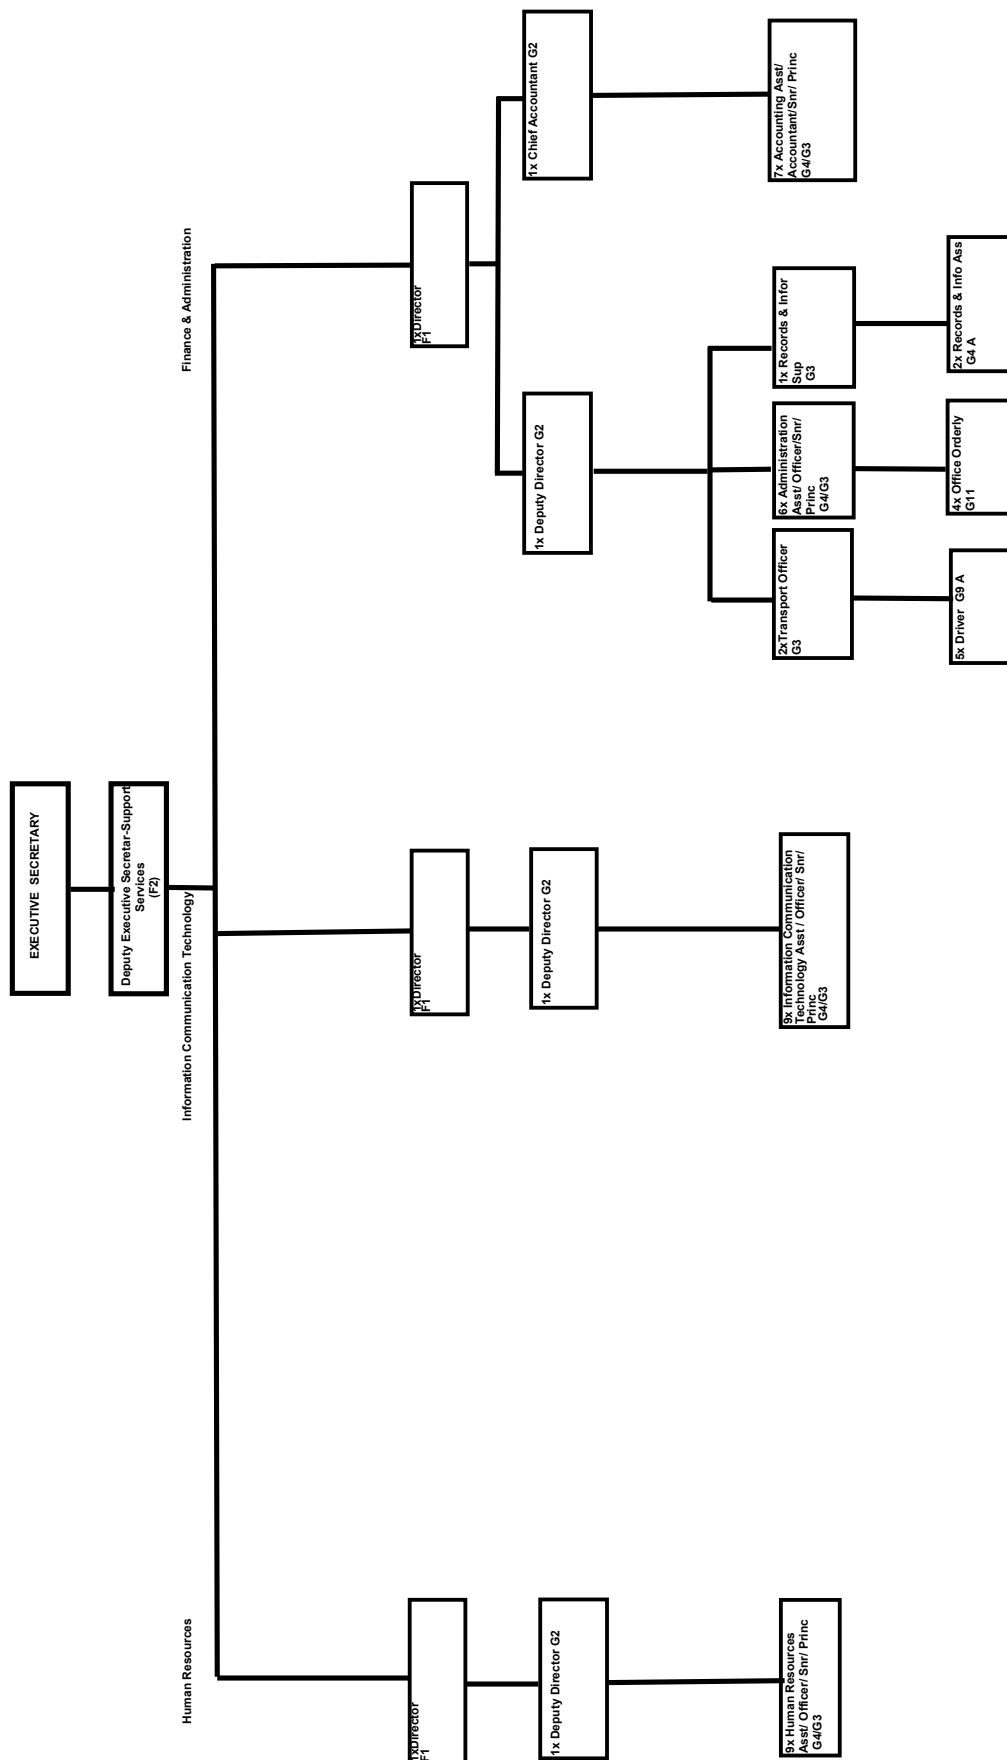 EXECUTIVE SECRETARY
Deputy Executive Secretar-Support
Services
(F2)
Human Resources
Information Communication Technology
Finance & Administration
1xDirector
F1
1xDirector
F1
1xDirector
F1
1x Deputy Director G2
1x Deputy Director G2
1x Deputy Director G2
1x Chief Accountant G2
9x Human Resources
Asst/ Officer/ Snr/ Princ
G4/G3
9x Information Communication
Technology Asst / Officer/ Snr/
Princ
G4/G3
2xTransport Officer
G3
6x Administration
Asst/ Officer/Snr/
Princ
G4/G3
1x Records & Infor
Sup
G3
7x Accounting Asst/
Accountant/Snr/ Princ
G4/G3
5x Driver G9 A
4x Office Orderly
G11
2x Records & Info Ass
G4 A